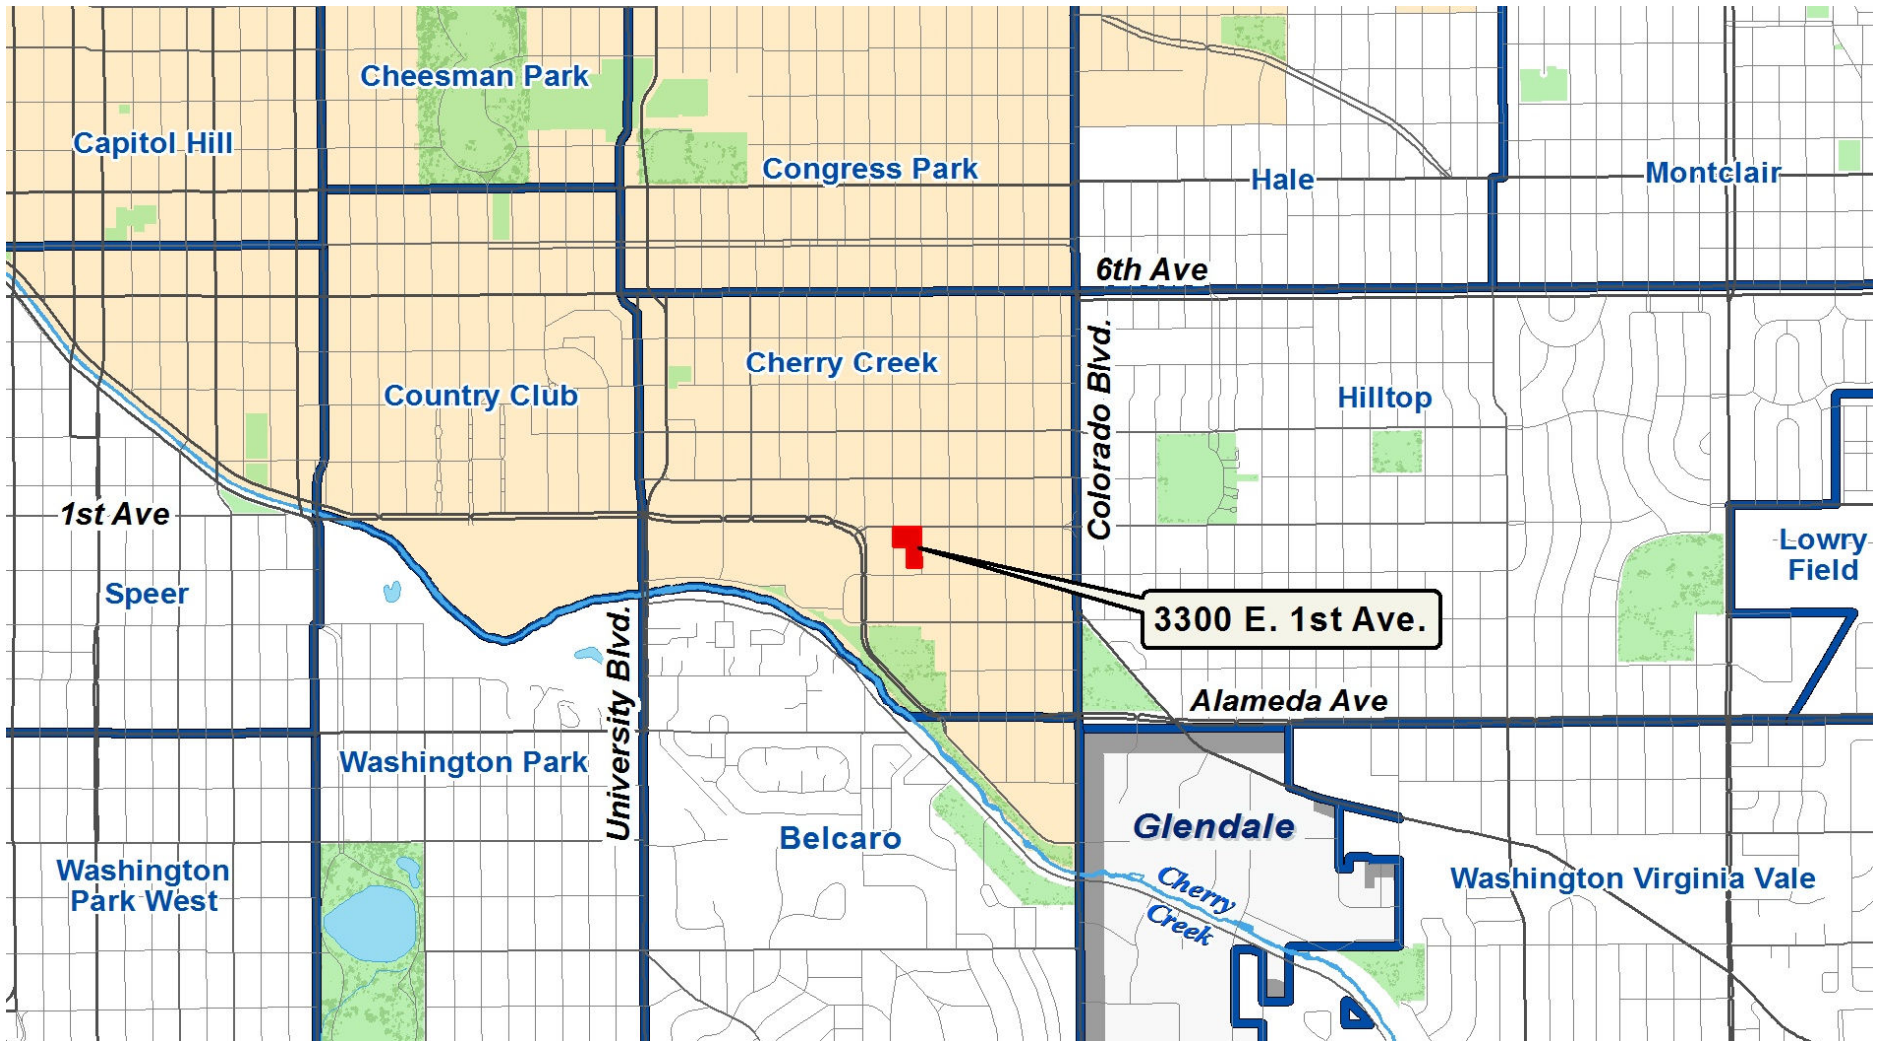 Cheesman Park
Capitol Hill
Congress Park
Hale
Montclair
6th Ave
Cherry Creek
Country Club
Colorado Blvd.
Hilltop
1st Ave
Lowry
Field
Speer
3300 E. 1st Ave.
University Blvd.
Alameda Ave
Washington Park
Glendale
Belcaro
Washington
Park West
Cherry
Creek
Washington Virginia Vale